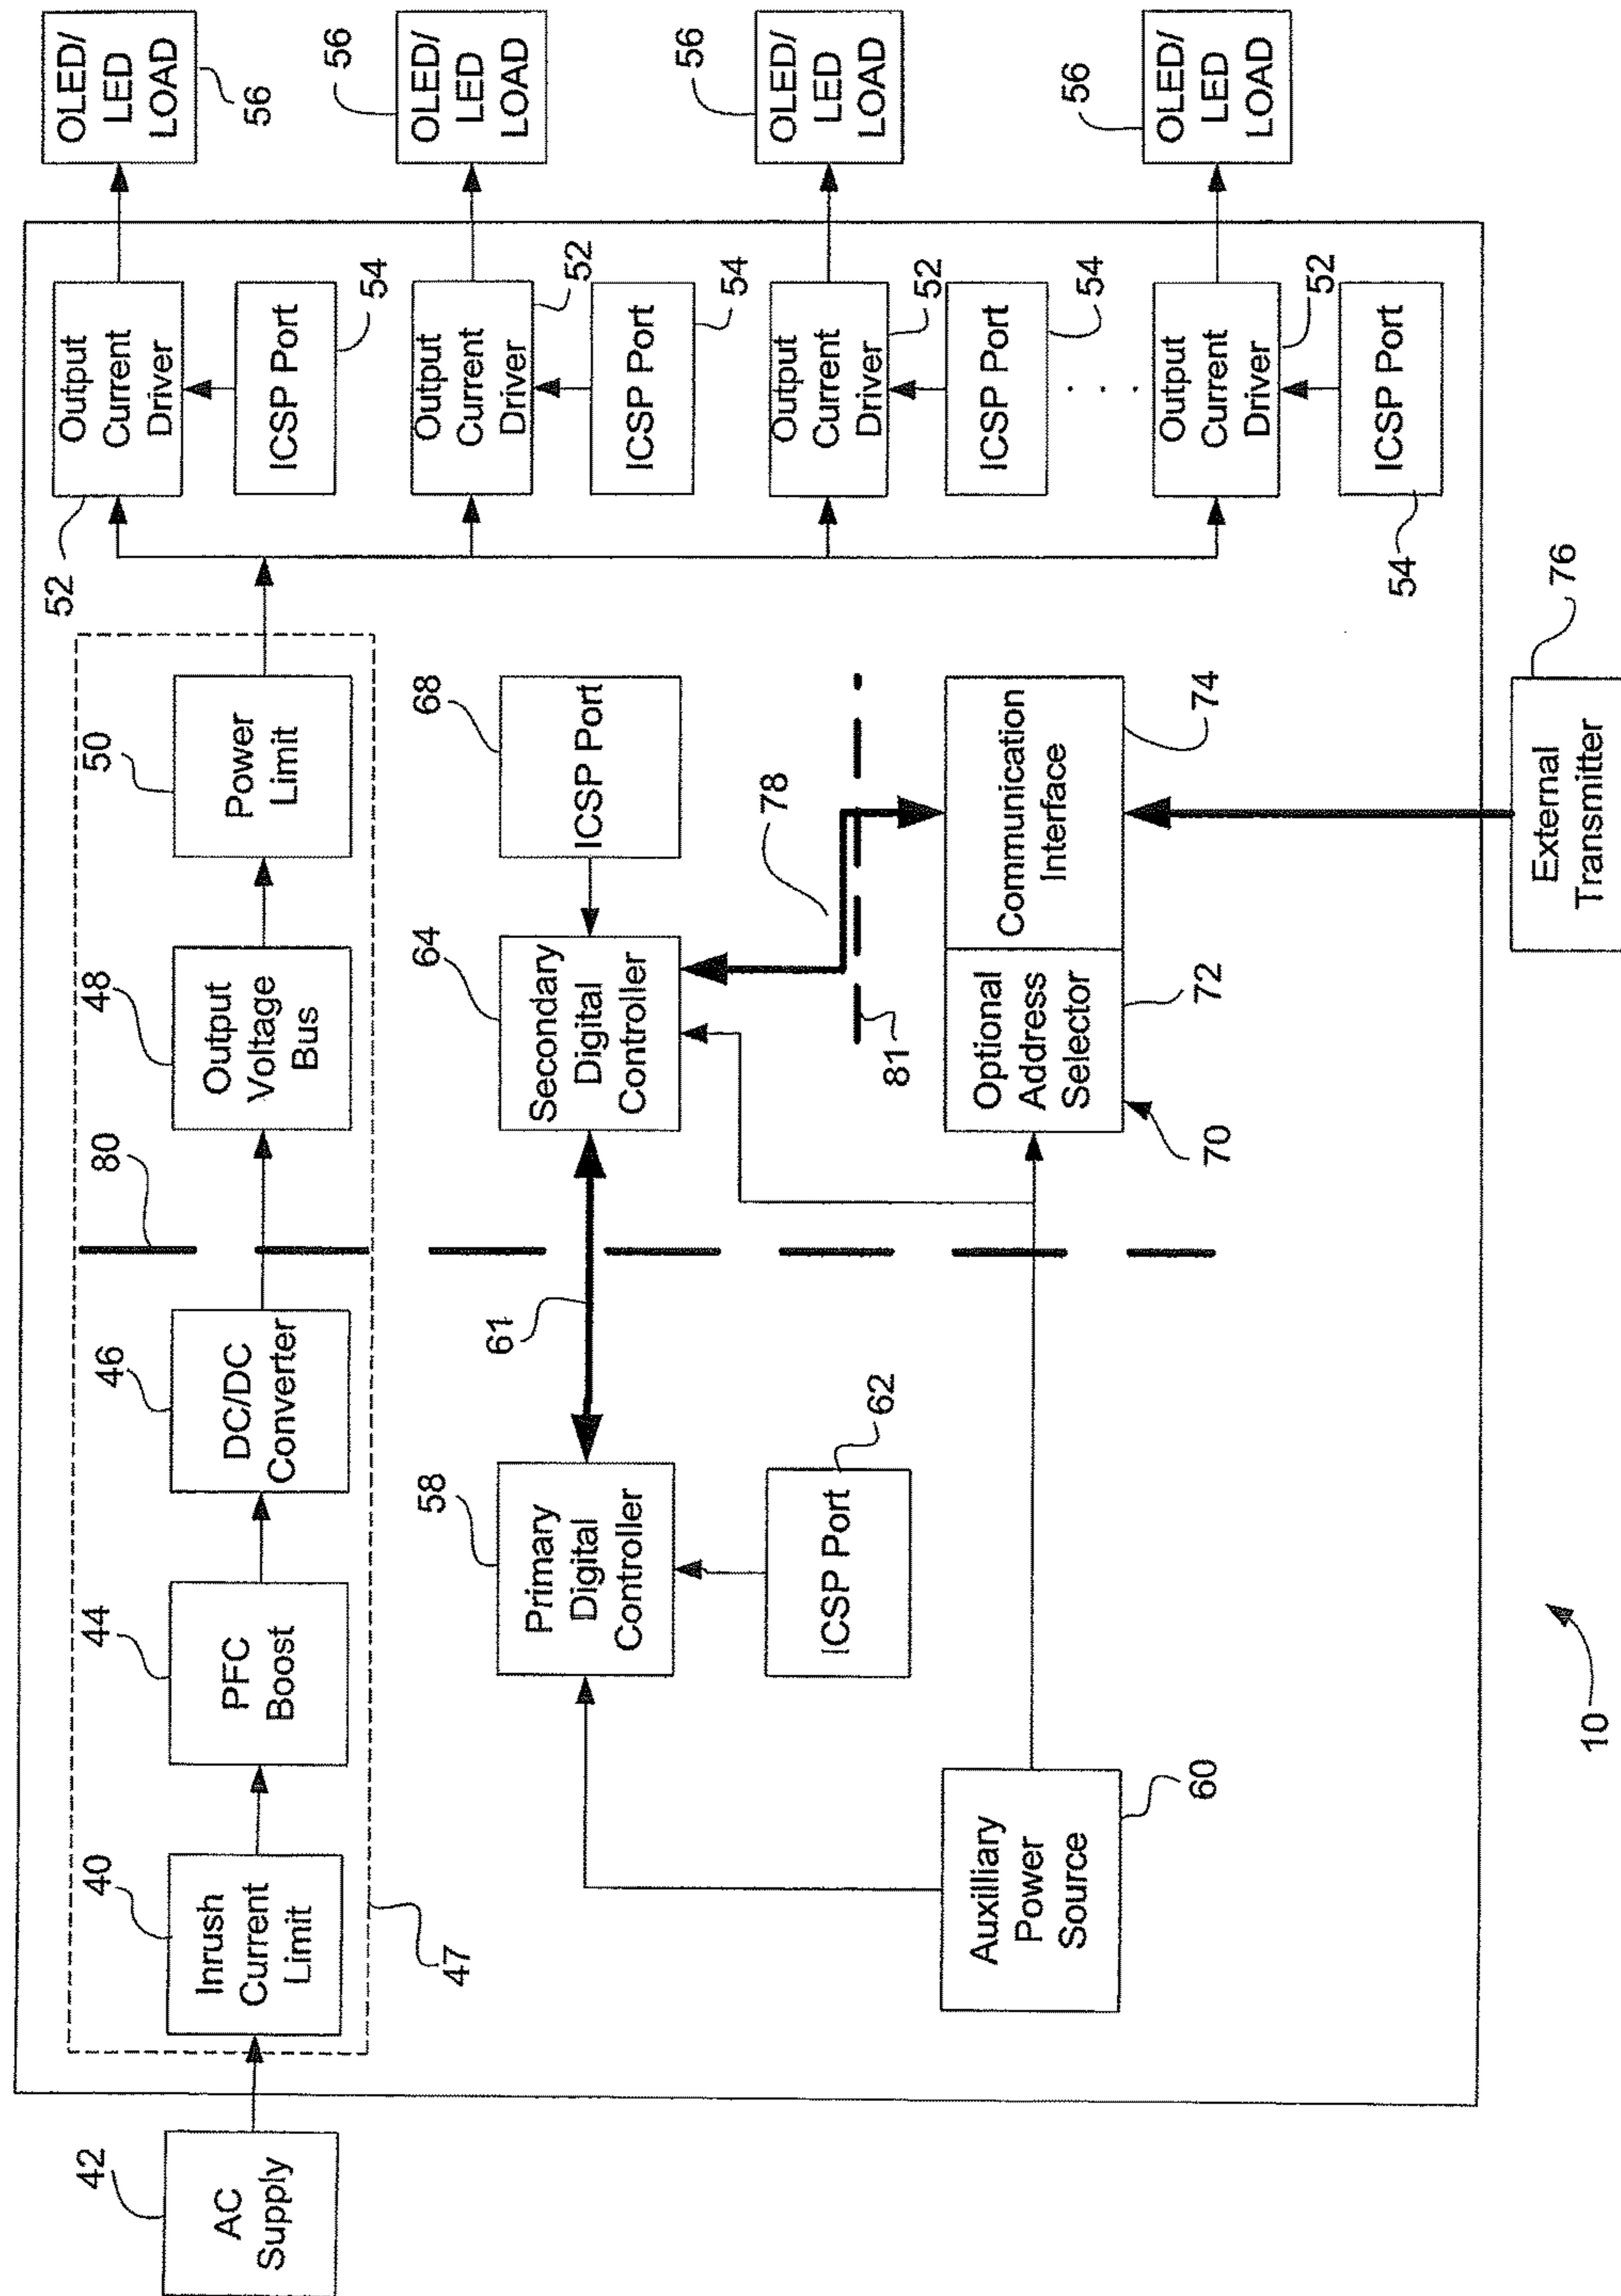 42
AC
Supply
40
Inrush
Current
Limit
44
PFC
Boost
46
DC/DC
Converter
80
48
Output
Voltage
Bus
50
Power
Limit
47
52
Output
Current
Driver
ICSP Port
54
OLED/
LED
LOAD
56
Output
Current
Driver
52
ICSP Port
54
OLED/
LED
LOAD
56
Output
Current
Driver
52
ICSP Port
54
OLED/
LED
LOAD
56
. . .
Output
Current
Driver
52
ICSP Port
54
OLED/
LED
LOAD
56
58
Primary
Digital
Controller
62
ICSP Port
61
64
Secondary
Digital
Controller
68
ICSP Port
78
81
Auxilliary
Power
Source
60
Optional
Address
Selector
72
70
Communication
Interface
74
76
External
Transmitter
10